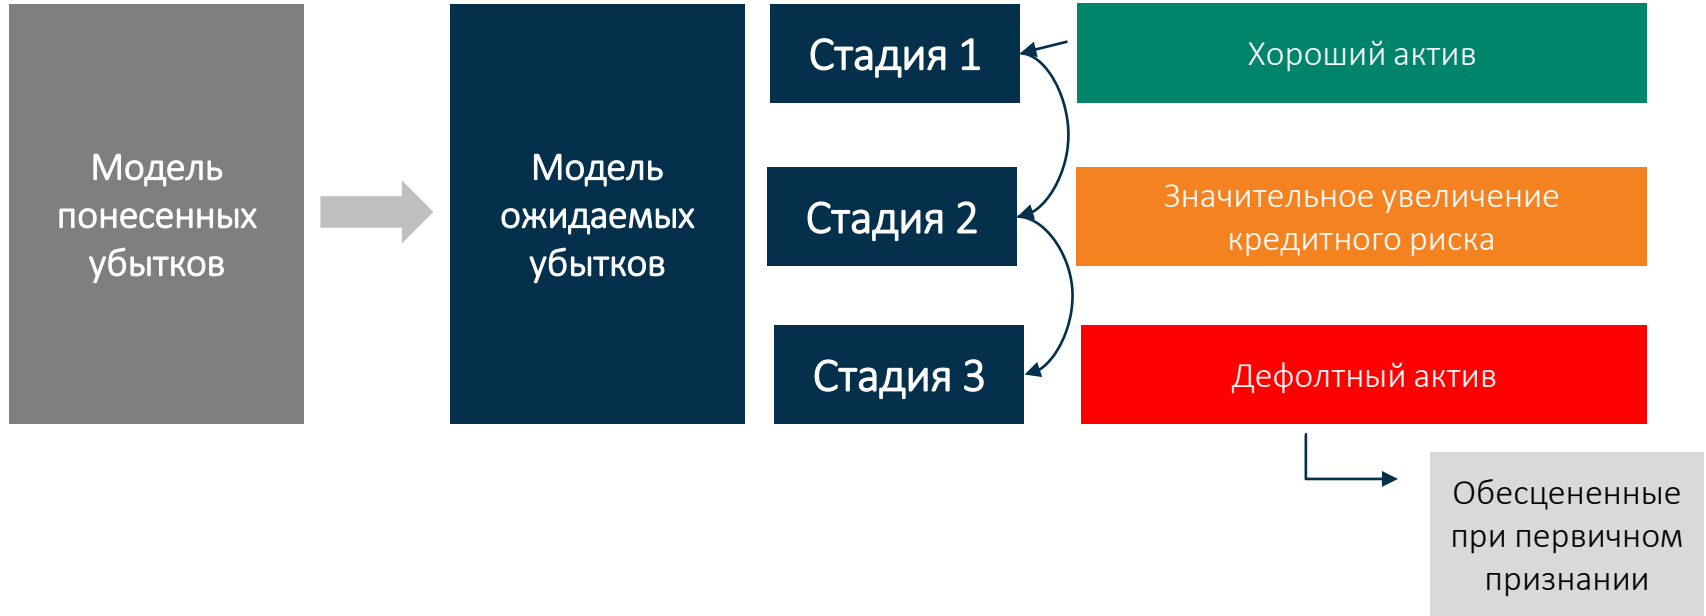 Модель
понесенных
убытков
Модель
ожидаемых
убытков
Стадия 1
Хороший актив
Стадия 2
Значительное увеличение
кредитного риска
Стадия 3
Дефолтный актив
Обесцененные
при первичном
признании